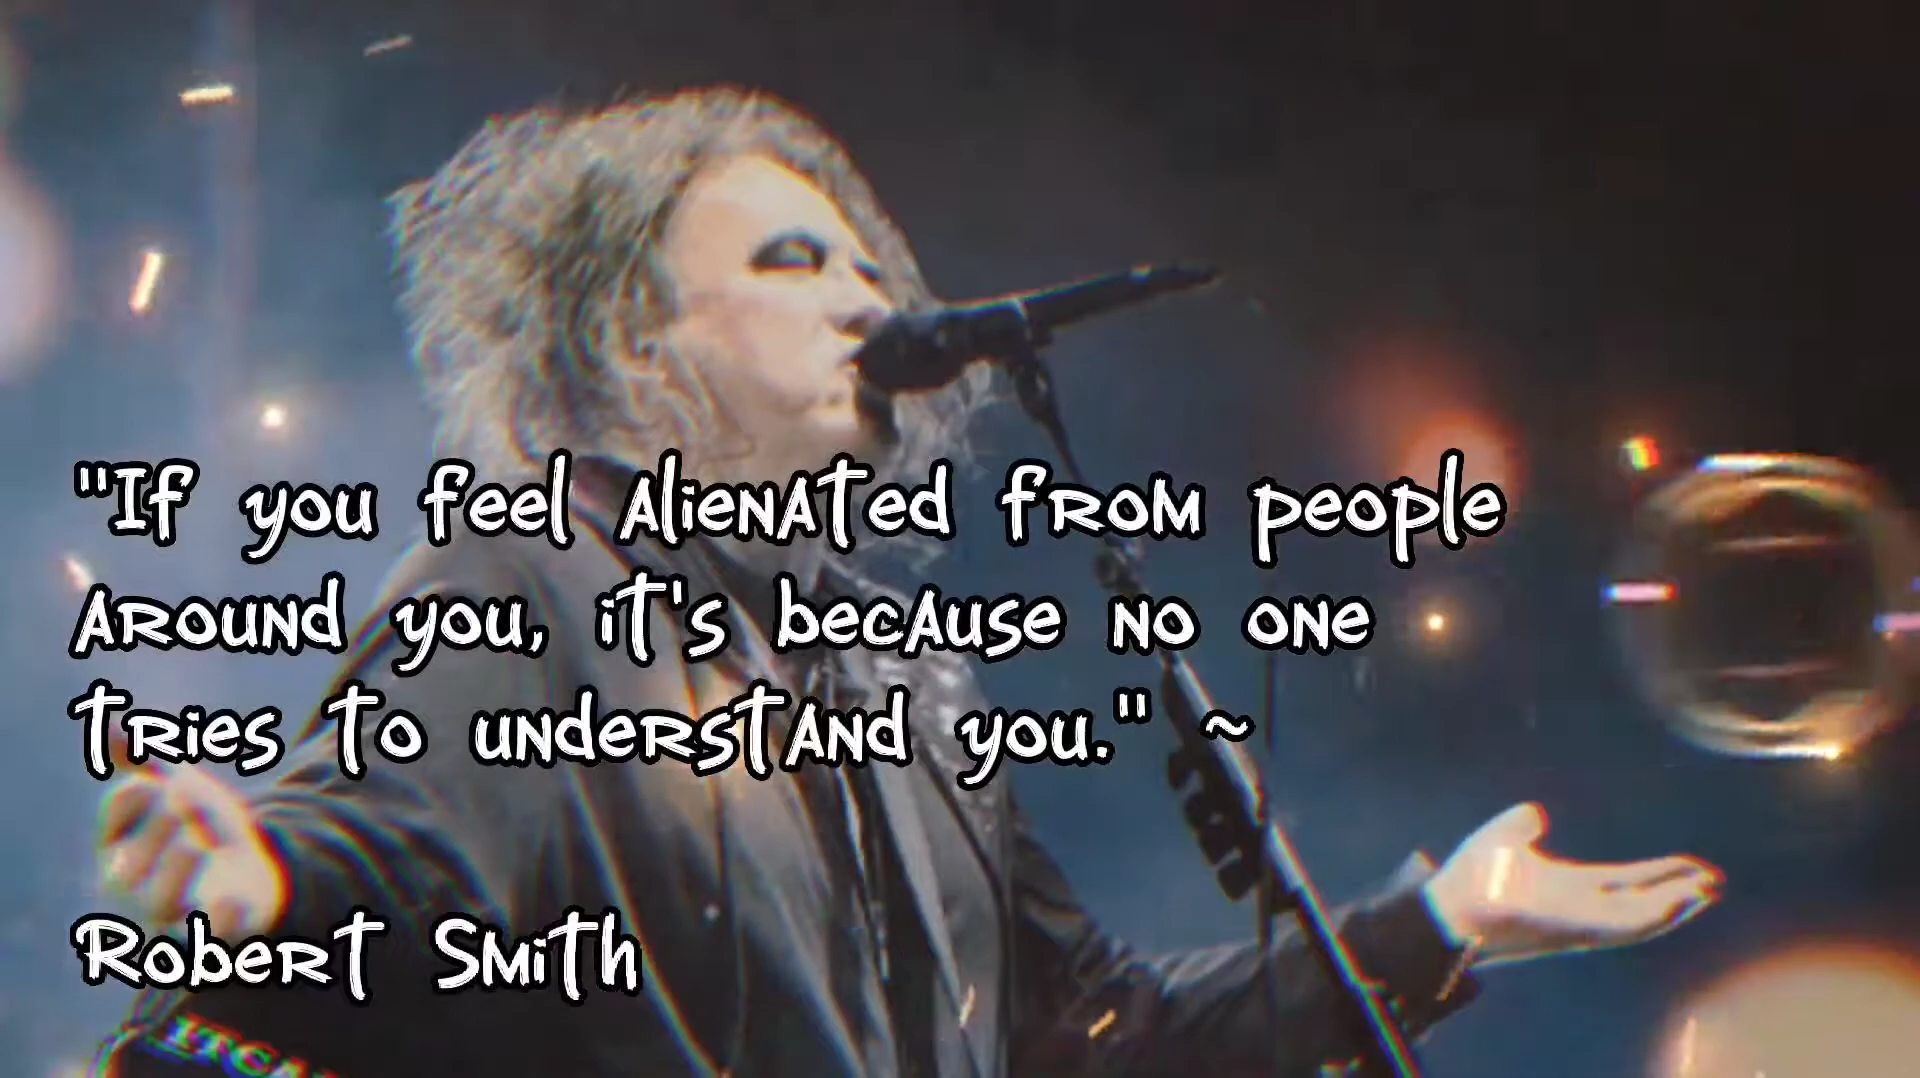 "If you feel alienated from people
around you, it's because no one
tries to understand you." ~
Robert Smith